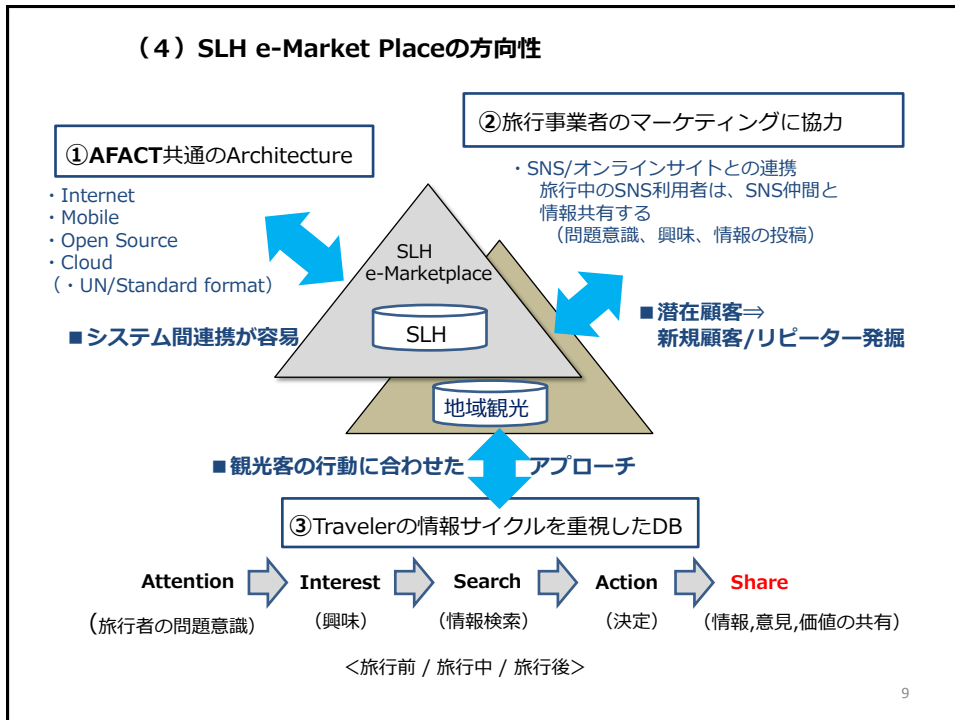 （４）SLH e-Market Placeの方向性
①AFACT共通のArchitecture
・Internet
・Mobile
・Open Source
・Cloud
（・UN/Standard format）
■システム間連携が容易
②旅行事業者のマーケティングに協力
・SNS/オンラインサイトとの連携
旅行中のSNS利用者は、SNS仲間と
情報共有する
（問題意識、興味、情報の投稿）
■潜在顧客⇒
新規顧客/リピーター発掘
SLH
e-Marketplace
SLH
地域観光
■観光客の行動に合わせた アプローチ
③Travelerの情報サイクルを重視したDB
Attention Interest Search Action Share
（旅行者の問題意識） （興味） （情報検索） （決定） （情報,意見,価値の共有）
＜旅行前 / 旅行中 / 旅行後＞
9